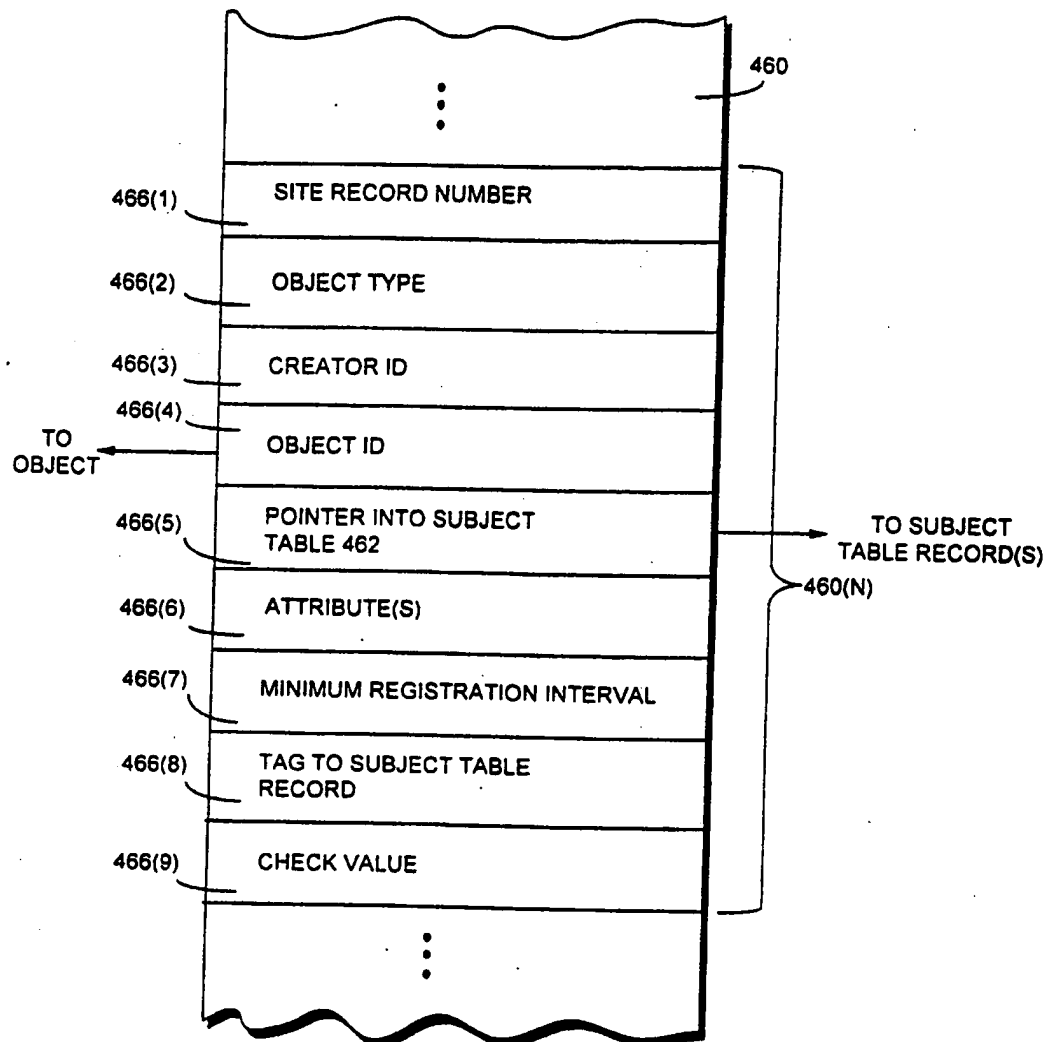 460
466(1)
SITE RECORD NUMBER
466(2)
OBJECT TYPE
466(3)
CREATOR ID
466(4)
TO
OBJECT
OBJECT ID
466(5)
POINTER INTO SUBJECT
TABLE 462
TO SUBJECT
TABLE RECORD(S)
460(N)
466(6)
ATTRIBUTE(S)
466(7)
MINIMUM REGISTRATION INTERVAL
466(8)
TAG TO SUBJECT TABLE
RECORD
466(9)
CHECK VALUE